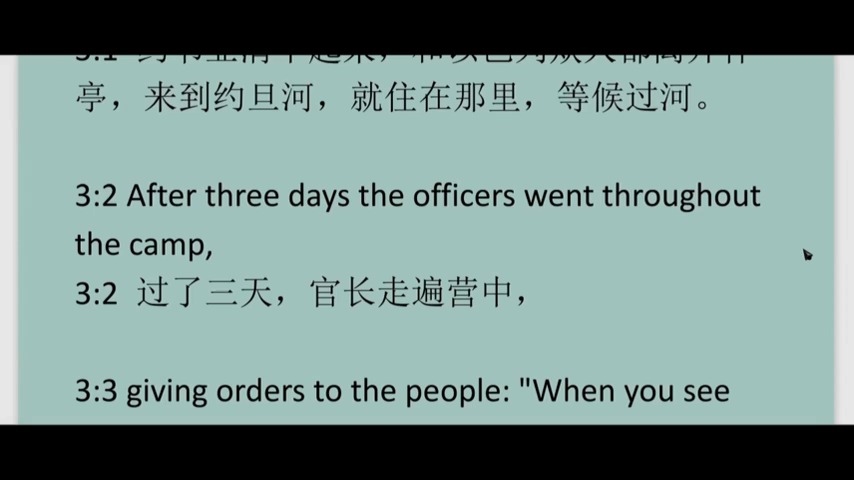 亭，来到约旦河，就住在那里，等候过河。
3:2 After three days the officers went throughout
the camp,
3:2 过了三天，官长走遍营中，
3:3 giving orders to the people: "When you see